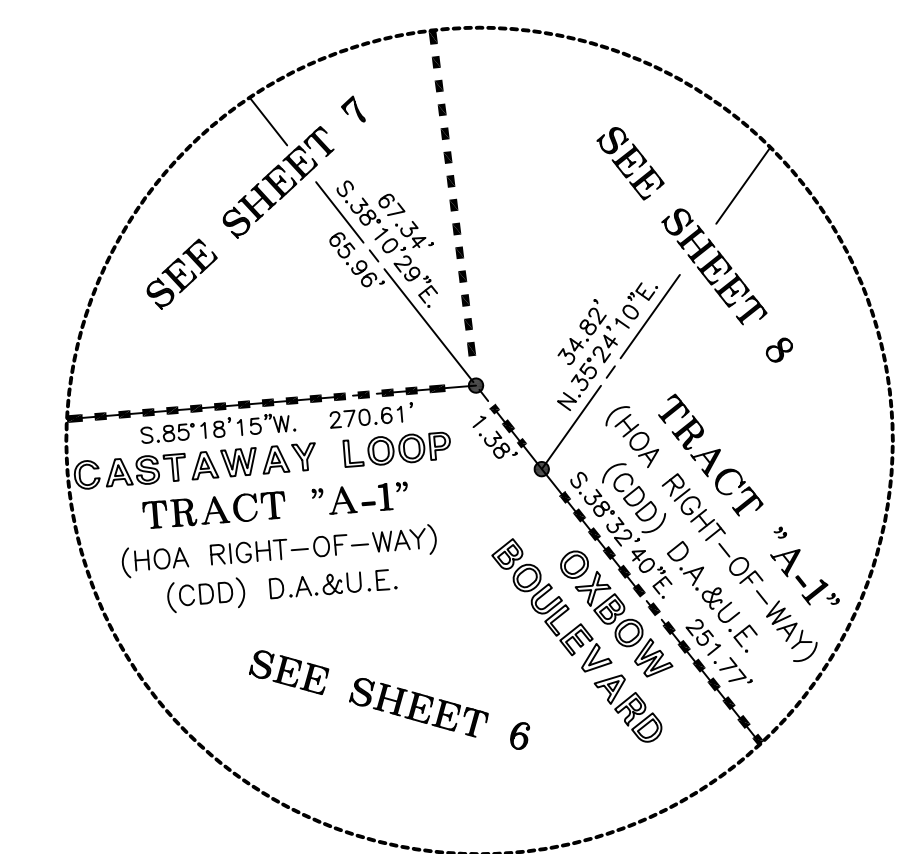 SEE SHEET 7
67.34'
S.38°10'29"E.
65.96'
SEE SHEET 8
34.82'
N.35°24'10"E.
S.85°18'15"W. 270.61'
CASTAWAY LOOP
TRACT "A-1"
(HOA RIGHT-OF-WAY)
(CDD) D.A.&U.E.
1.38'
TRACT "A-1"
(HOA RIGHT-OF-WAY)
(CDD) D.A.&U.E.
S.38°32'40"E. 251.77'
OXBOW
BOULEVARD
SEE SHEET 6